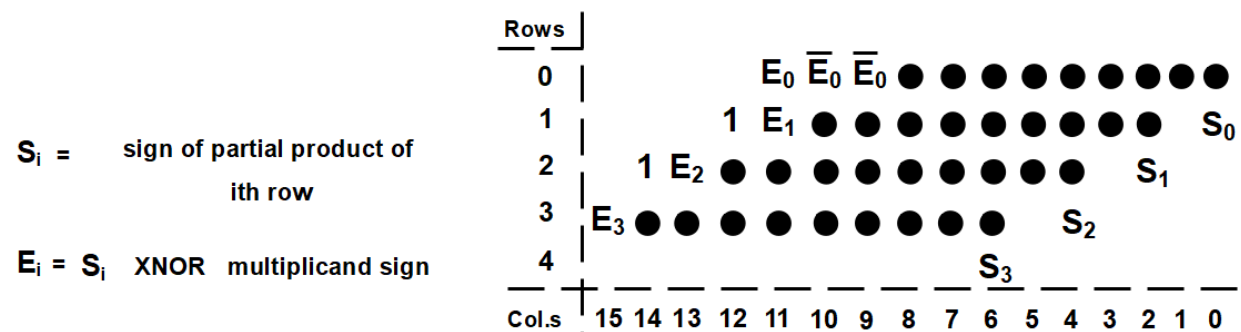 Rows
0 E₀ E̅₀ E̅₀
1 1 E₁ S₀
Sᵢ = sign of partial product of
ith row
2 1 E₂ S₁
3 E₃ S₂
Eᵢ = Sᵢ XNOR multiplicand sign
4 S₃
Col.s 15 14 13 12 11 10 9 8 7 6 5 4 3 2 1 0